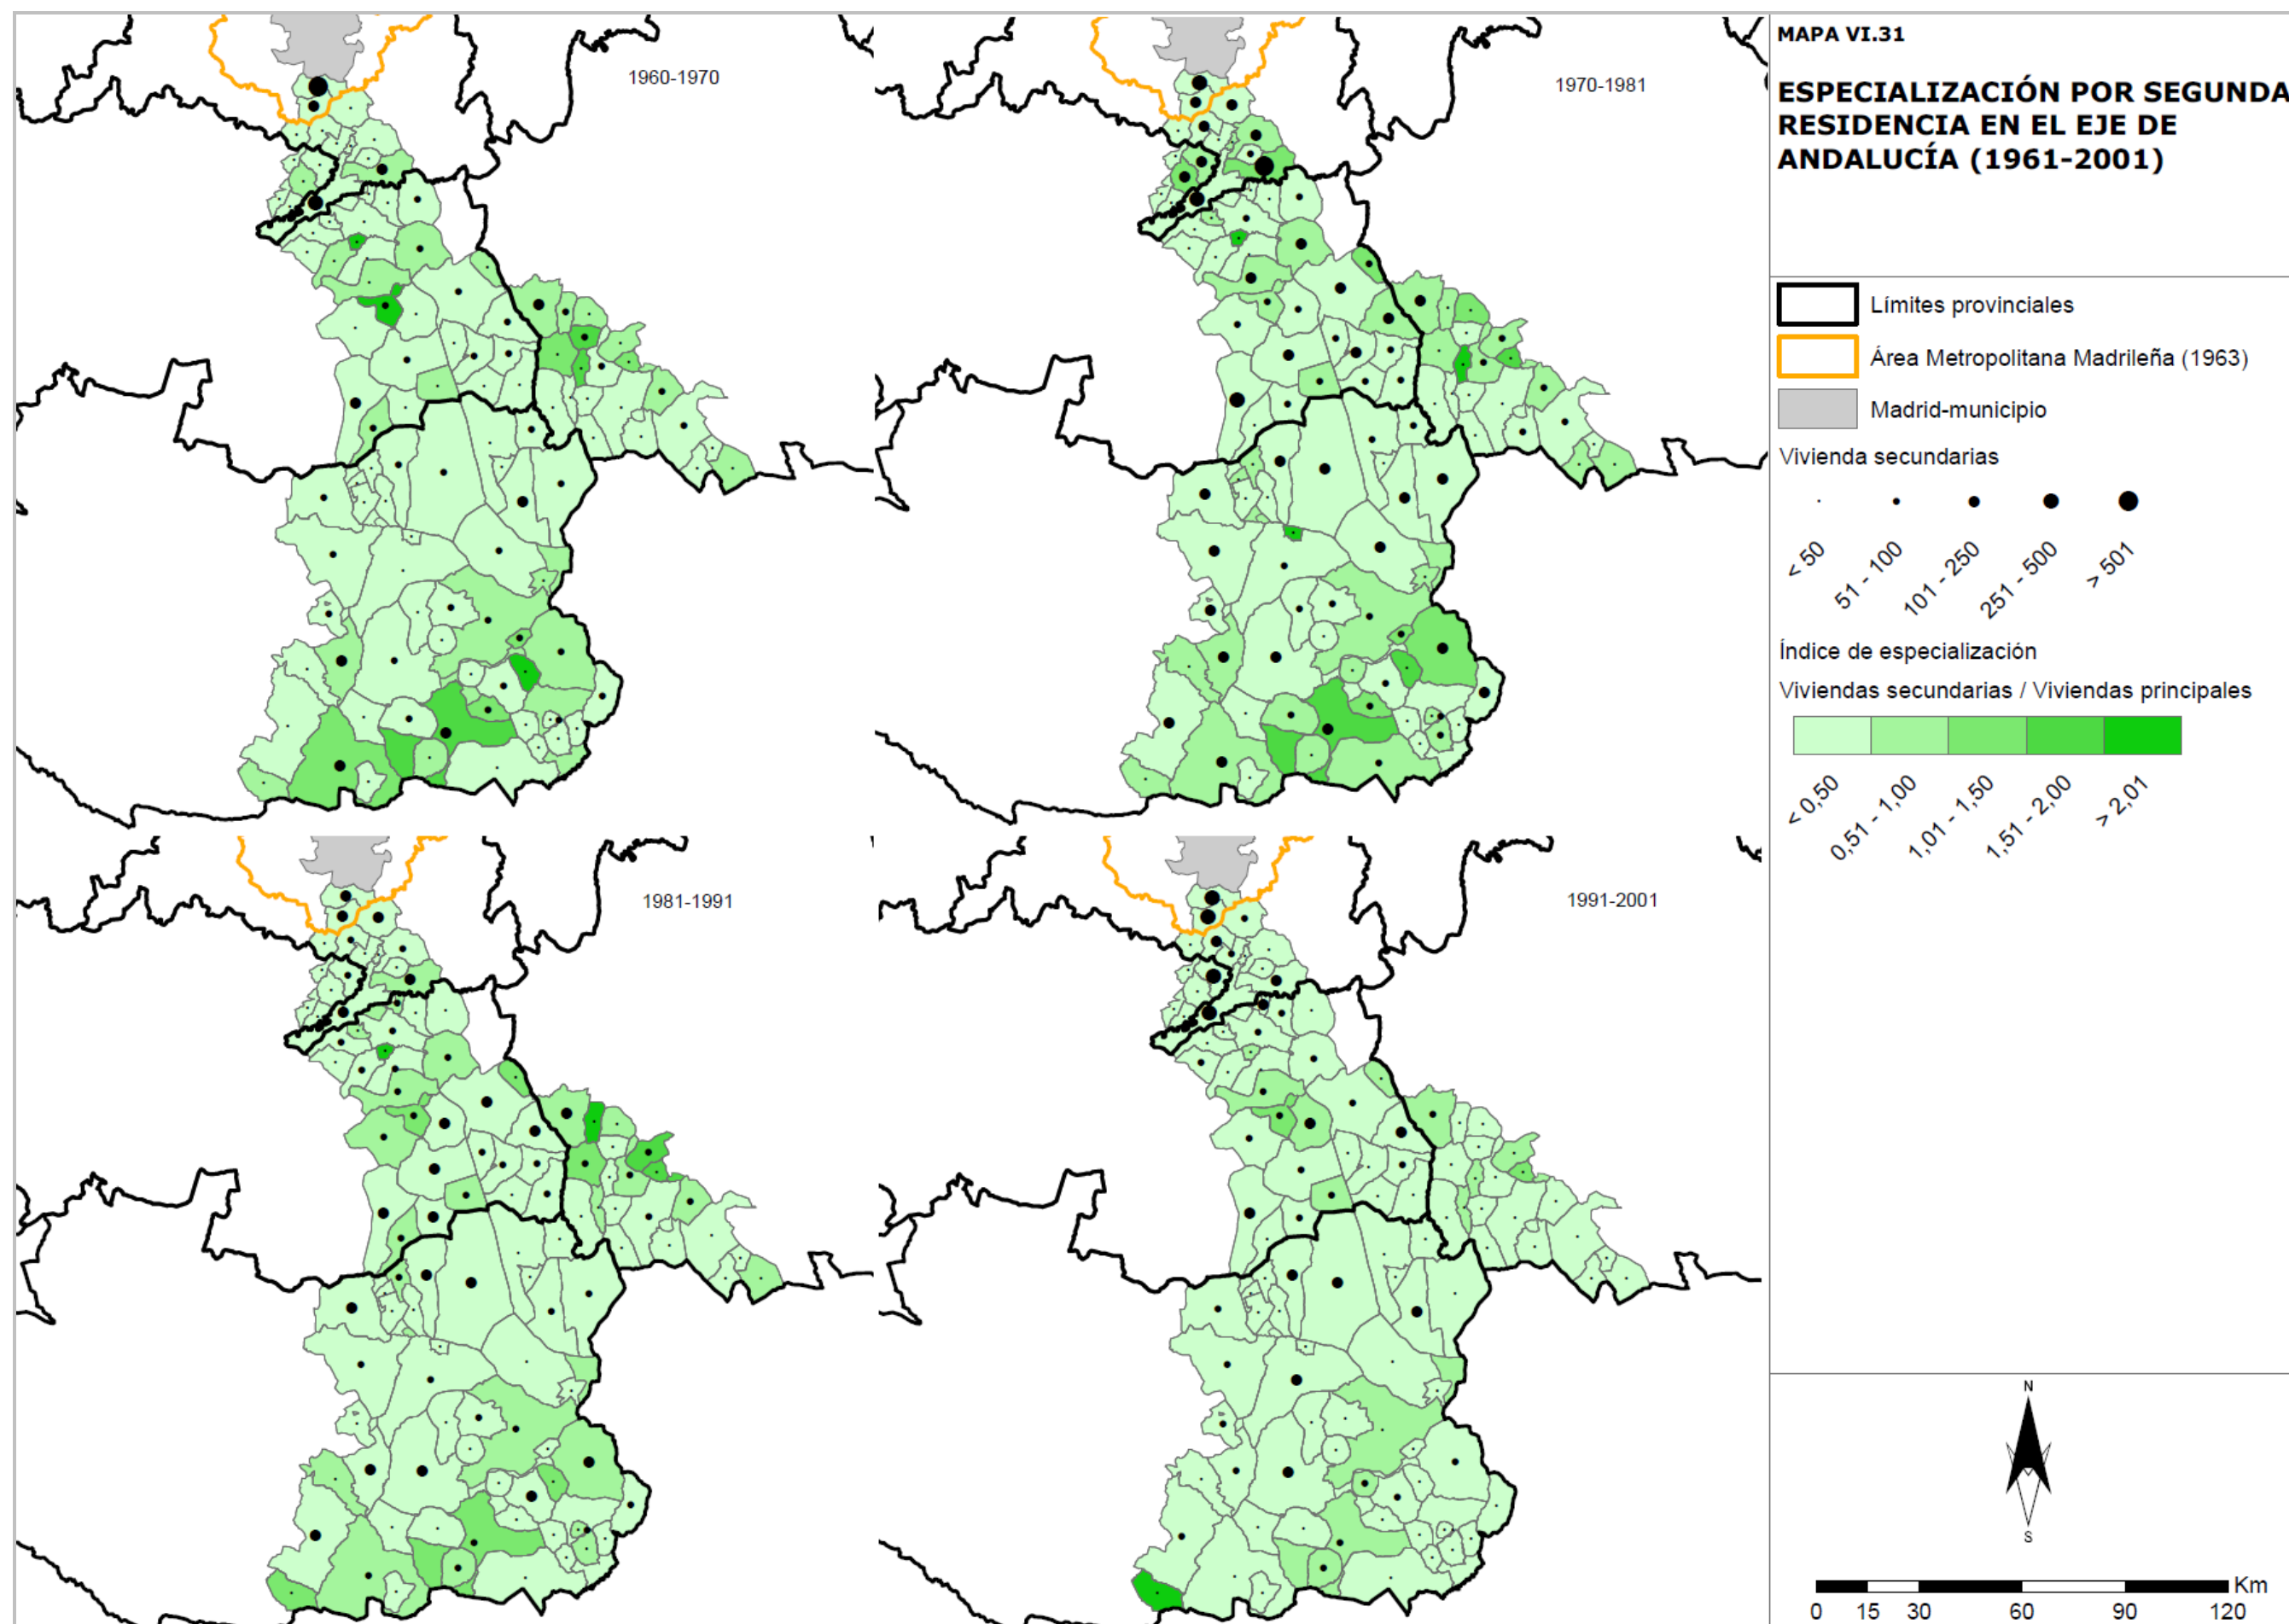 1960-1970
1970-1981
1981-1991
1991-2001
MAPA VI.31
ESPECIALIZACIÓN POR SEGUNDA
RESIDENCIA EN EL EJE DE
ANDALUCÍA (1961-2001)
Límites provinciales
Área Metropolitana Madrileña (1963)
Madrid-municipio
Vivienda secundarias
< 50
51 - 100
101 - 250
251 - 500
> 501
Índice de especialización
Viviendas secundarias / Viviendas principales
< 0,50
0,51 - 1,00
1,01 - 1,50
1,51 - 2,00
> 2,01
N
S
Km
0 15 30 60 90 120